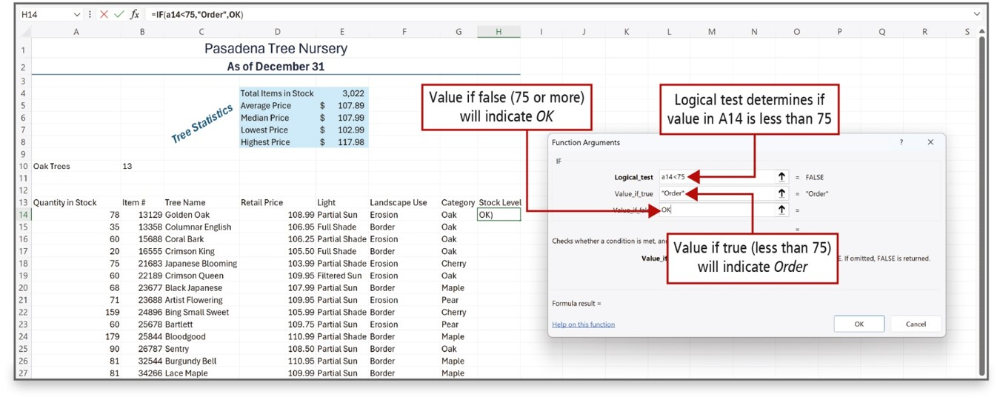 H14 fx =IF(a14<75,"Order",OK)
A B C D E F G H I J K L M N O P Q R S
1 Pasadena Tree Nursery
2 As of December 31
3
4 Total Items in Stock 3,022
5 Average Price $ 107.89
6 Median Price $ 107.99
7 Lowest Price $ 102.99
8 Highest Price $ 117.98
Tree Statistics
9
10 Oak Trees 13
11
12
13 Quantity in Stock Item # Tree Name Retail Price Light Landscape Use Category Stock Level
14 78 13129 Golden Oak 108.99 Partial Sun Erosion Oak OK)
15 35 13358 Columnar English 106.95 Full Shade Border Oak
16 60 15688 Coral Bark 106.25 Partial Shade Erosion Oak
17 20 16555 Crimson King 105.50 Full Shade Border Oak
18 75 21683 Japanese Blooming 103.99 Partial Shade Erosion Cherry
19 60 22189 Crimson Queen 109.95 Filtered Sun Erosion Oak
20 68 23677 Black Japanese 107.99 Partial Sun Border Maple
21 71 23688 Artist Flowering 109.95 Partial Sun Erosion Pear
22 159 24896 Bing Small Sweet 105.99 Partial Shade Border Cherry
23 60 25678 Bartlett 109.75 Partial Sun Erosion Pear
24 179 25844 Bloodgood 110.99 Partial Shade Border Maple
25 90 26787 Sentry 108.50 Partial Sun Border Oak
26 81 32544 Burgundy Bell 110.95 Partial Sun Border Maple
27 81 34266 Lace Maple 109.99 Partial Sun Border Maple
Value if false (75 or more)
will indicate OK
Logical test determines if
value in A14 is less than 75
Function Arguments ? ×
IF
Logical_test a14<75 = FALSE
Value_if_true "Order" = "Order"
Value_if_fal OK =
=
Checks whether a condition is met, an
Value_if E. If omitted, FALSE is returned.
Value if true (less than 75)
will indicate Order
Formula result =
Help on this function OK Cancel